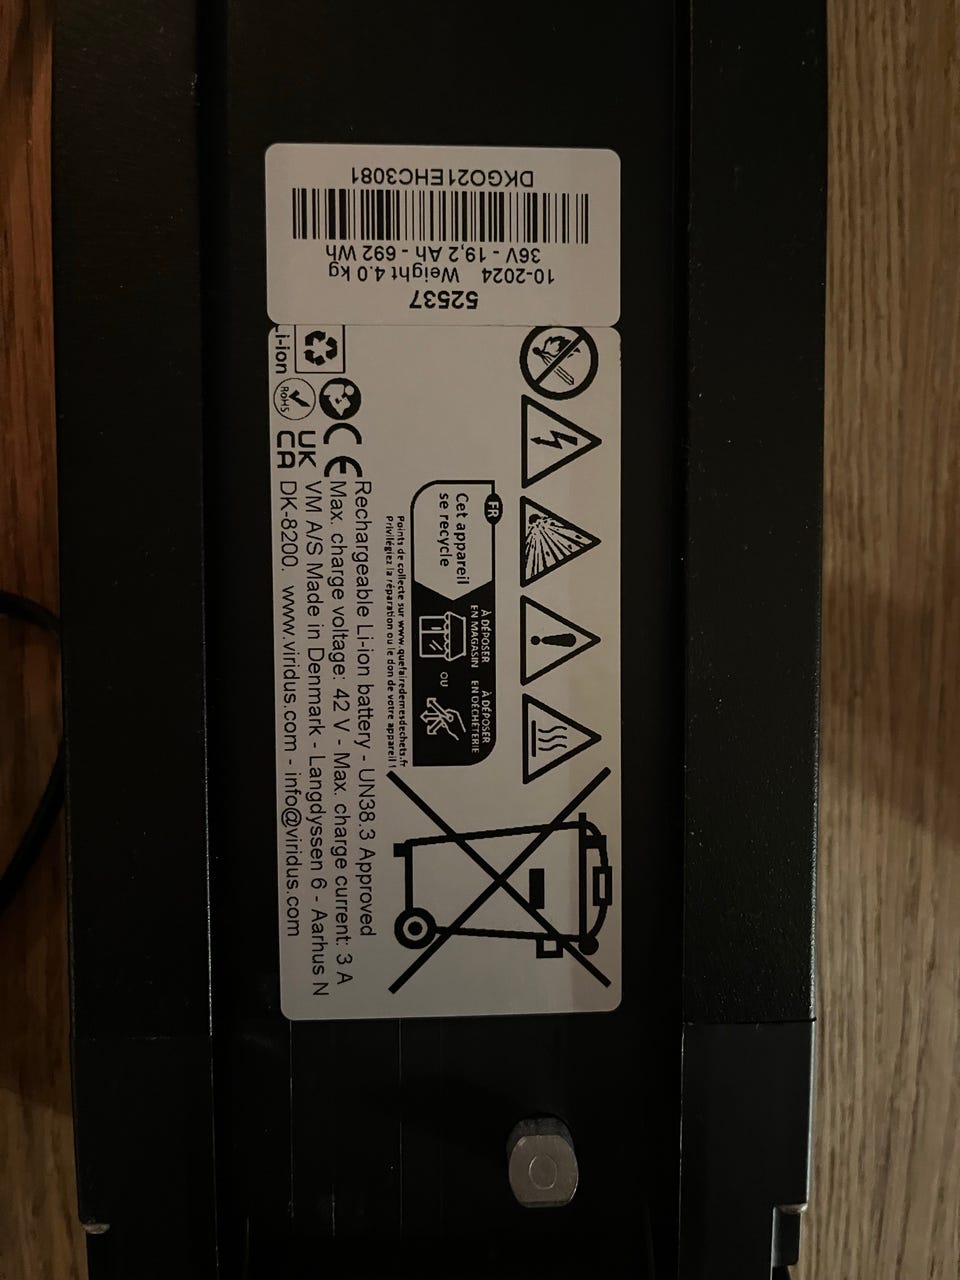 52537
10-2024 Weight 4.0 kg
36V - 19,2 Ah - 692 Wh
DKGO21EHC3081
FR
Cet appareil
se recycle
À DÉPOSER
EN MAGASIN
OU
À DÉPOSER
EN DÉCHÈTERIE
Points de collecte sur www.quefairedemesdechets.fr
Privilégiez la réparation ou le don de votre appareil !
Rechargeable Li-ion battery - UN38.3 Approved
CE Max. charge voltage: 42 V - Max. charge current: 3 A
UK VM A/S Made in Denmark - Langdyssen 6 - Aarhus N
CA DK-8200. www.viridus.com - info@viridus.com
RoHS
Li-ion